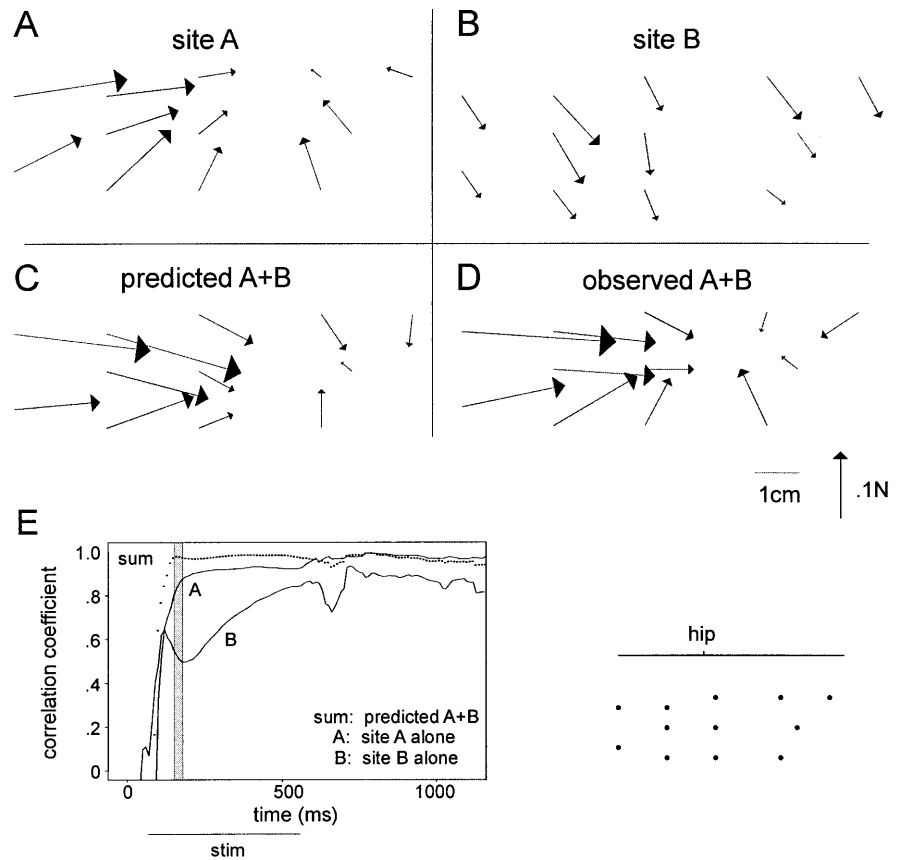 A
site A
B
site B
C
predicted A+B
D
observed A+B
1cm
.1N
E
correlation coefficient
1.0
.8
.6
.4
.2
0
sum
A
B
sum: predicted A+B
A: site A alone
B: site B alone
0
500
1000
time (ms)
stim
hip